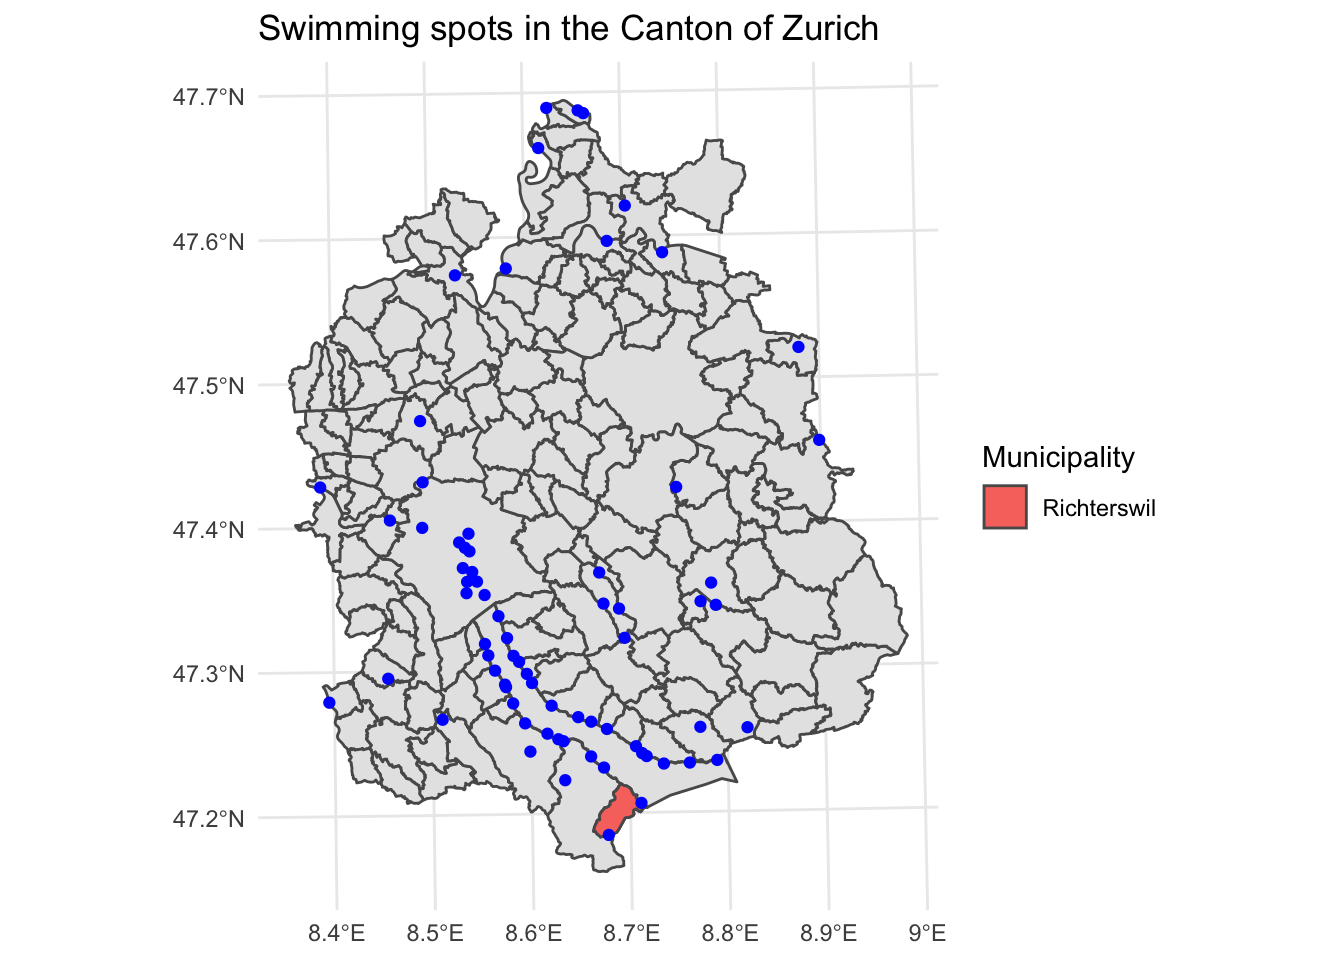 Swimming spots in the Canton of Zurich
47.7°N
47.6°N
47.5°N
47.4°N
47.3°N
47.2°N
8.4°E
8.5°E
8.6°E
8.7°E
8.8°E
8.9°E
9°E
Municipality
Richterswil